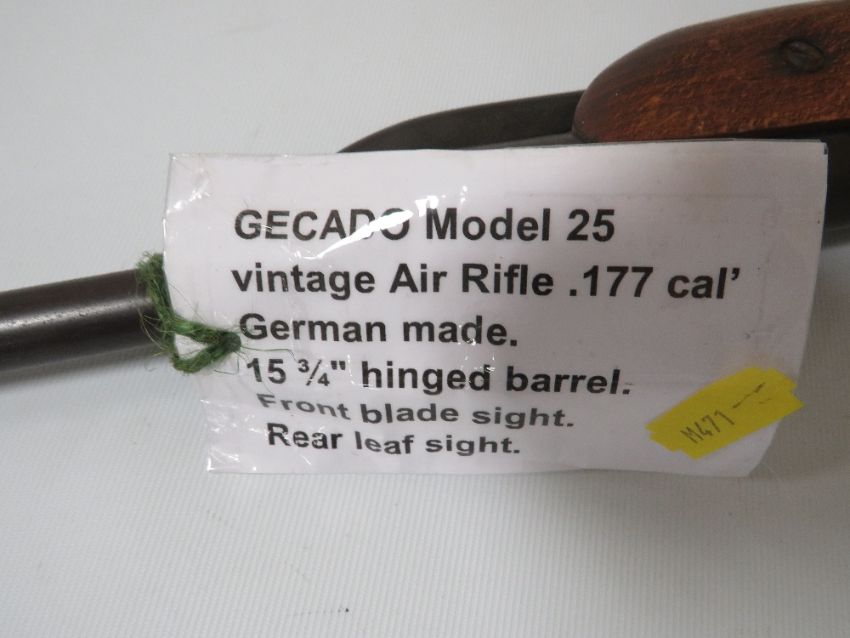 GECADO Model 25
vintage Air Rifle .177 cal’
German made.
15 ¾" hinged barrel.
Front blade sight.
Rear leaf sight.
M471